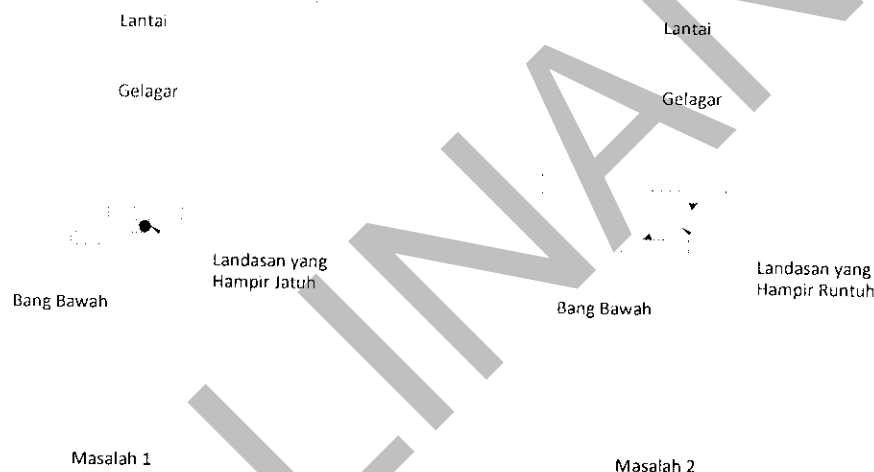 Lantai
Gelagar
Landasan yang
Hampir Jatuh
Bang Bawah
Masalah 1
Lantai
Gelagar
Landasan yang
Hampir Runtuh
Bang Bawah
Masalah 2
LINAN